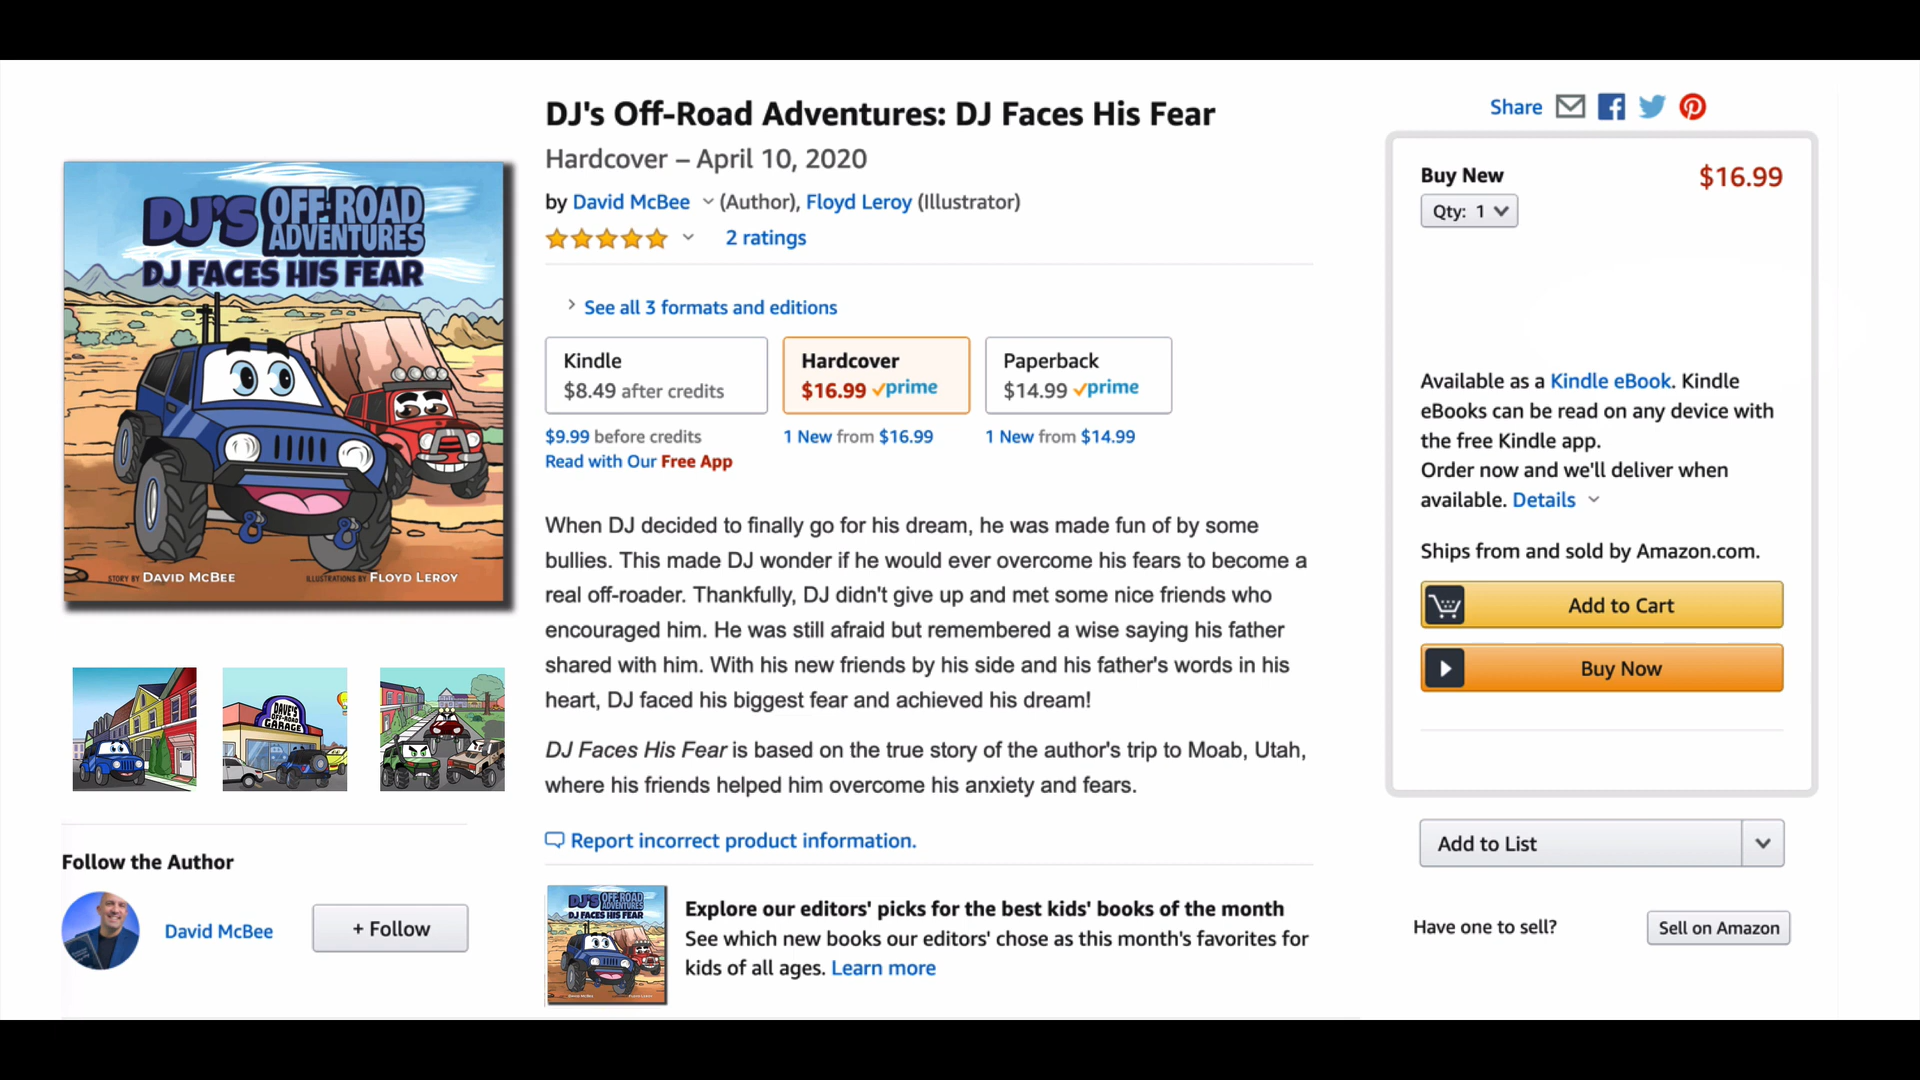 DJ's Off-Road Adventures: DJ Faces His Fear
Hardcover – April 10, 2020
by David McBee (Author), Floyd Leroy (Illustrator)
2 ratings
See all 3 formats and editions
Kindle
$8.49 after credits
Hardcover
$16.99 prime
Paperback
$14.99 prime
$9.99 before credits
Read with Our Free App
1 New from $16.99
1 New from $14.99
When DJ decided to finally go for his dream, he was made fun of by some
bullies. This made DJ wonder if he would ever overcome his fears to become a
real off-roader. Thankfully, DJ didn't give up and met some nice friends who
encouraged him. He was still afraid but remembered a wise saying his father
shared with him. With his new friends by his side and his father's words in his
heart, DJ faced his biggest fear and achieved his dream!
DJ Faces His Fear is based on the true story of the author's trip to Moab, Utah,
where his friends helped him overcome his anxiety and fears.
Report incorrect product information.
DJ'S OFF-ROAD ADVENTURES
DJ FACES HIS FEAR
Explore our editors' picks for the best kids' books of the month
See which new books our editors' chose as this month's favorites for
kids of all ages. Learn more
DJ'S OFF-ROAD
ADVENTURES
DJ FACES HIS FEAR
STORY BY DAVID MCBEE
ILLUSTRATIONS BY FLOYD LEROY
DAVE'S
OFF-ROAD
GARAGE
Follow the Author
David McBee
+ Follow
Share
Buy New
$16.99
Qty: 1
Available as a Kindle eBook. Kindle
eBooks can be read on any device with
the free Kindle app.
Order now and we'll deliver when
available. Details
Ships from and sold by Amazon.com.
Add to Cart
Buy Now
Add to List
Have one to sell?
Sell on Amazon